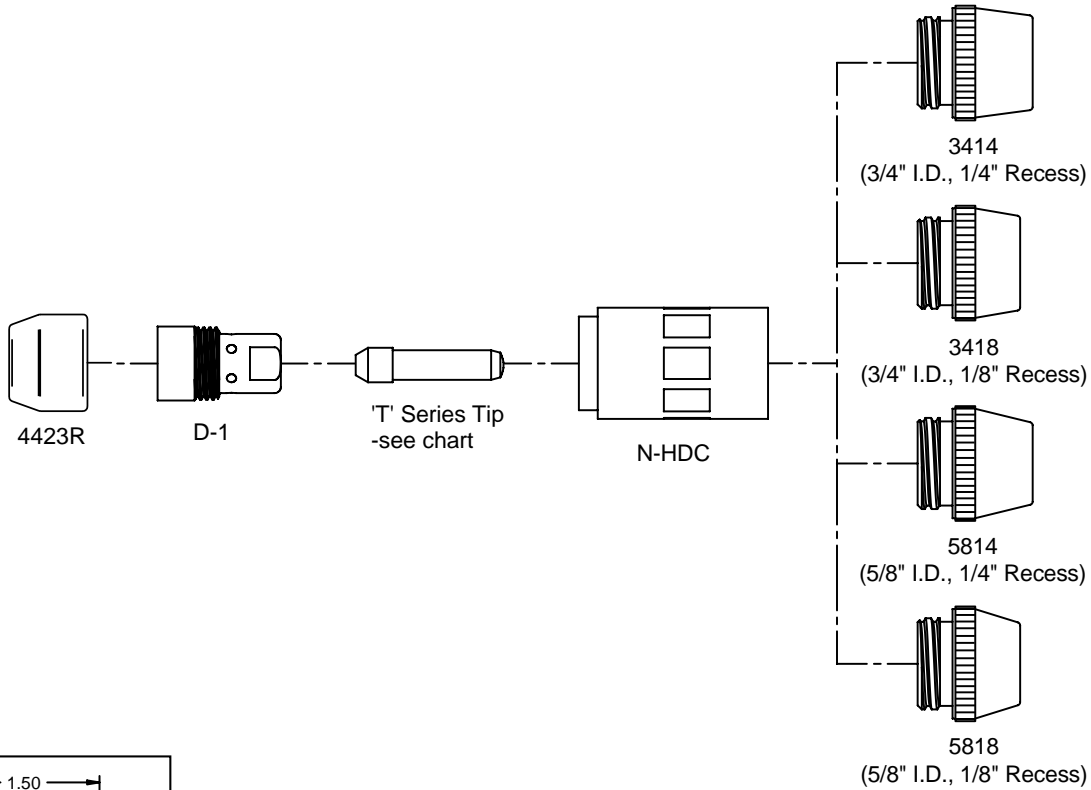 3414
(3/4" I.D., 1/4" Recess)
3418
(3/4" I.D., 1/8" Recess)
4423R
D-1
'T' Series Tip
-see chart
N-HDC
5814
(5/8" I.D., 1/4" Recess)
5818
(5/8" I.D., 1/8" Recess)
1.50